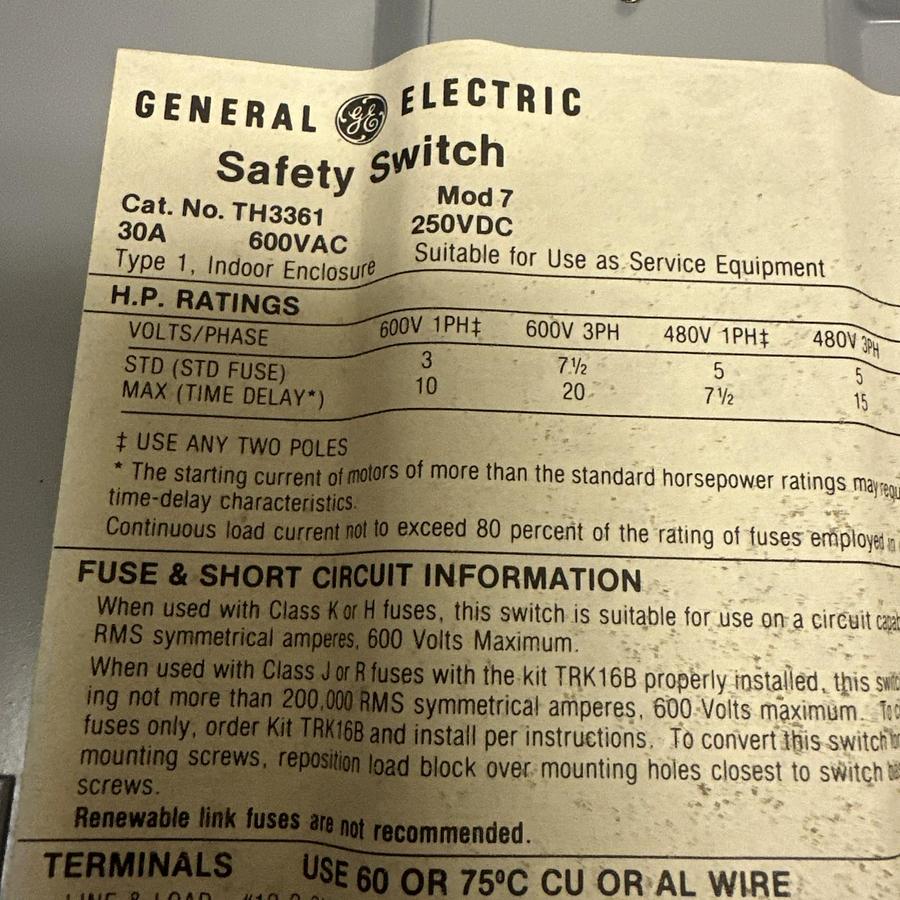 GENERAL GE ELECTRIC
Safety Switch
Cat. No. TH3361 Mod 7
30A 600VAC 250VDC
Type 1, Indoor Enclosure Suitable for Use as Service Equipment
H.P. RATINGS
VOLTS/PHASE 600V 1PH‡ 600V 3PH 480V 1PH‡ 480V 3PH
STD (STD FUSE) 3 7½ 5 5
MAX (TIME DELAY*) 10 20 7½ 15
‡ USE ANY TWO POLES
* The starting current of motors of more than the standard horsepower ratings may
time-delay characteristics.
Continuous load current not to exceed 80 percent of the rating of fuses employed
FUSE & SHORT CIRCUIT INFORMATION
When used with Class K or H fuses, this switch is suitable for use on a circuit
RMS symmetrical amperes, 600 Volts Maximum.
When used with Class J or R fuses with the kit TRK16B properly installed, this
ing not more than 200,000 RMS symmetrical amperes, 600 Volts maximum. To
fuses only, order Kit TRK16B and install per instructions. To convert this switch
mounting screws, reposition load block over mounting holes closest to switch
screws.
Renewable link fuses are not recommended.
TERMINALS USE 60 OR 75ºC CU OR AL WIRE
LINE & LOAD